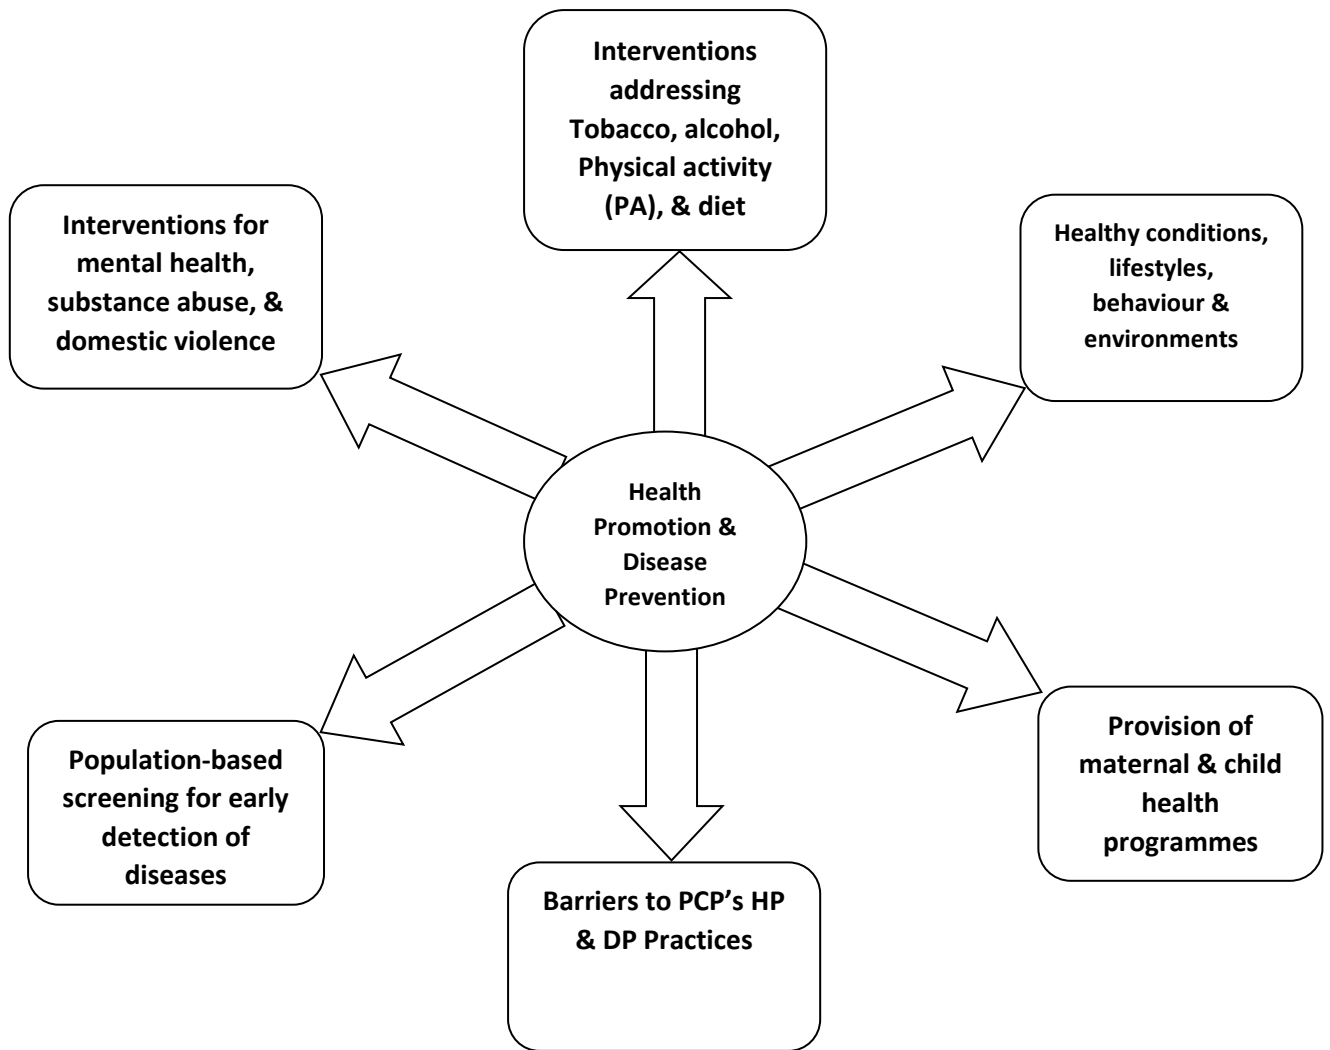 Interventions
addressing
Tobacco, alcohol,
Physical activity
(PA), & diet
Interventions for
mental health,
substance abuse, &
domestic violence
Healthy conditions,
lifestyles,
behaviour &
environments
Health
Promotion &
Disease
Prevention
Population-based
screening for early
detection of
diseases
Provision of
maternal & child
health
programmes
Barriers to PCP’s HP
& DP Practices